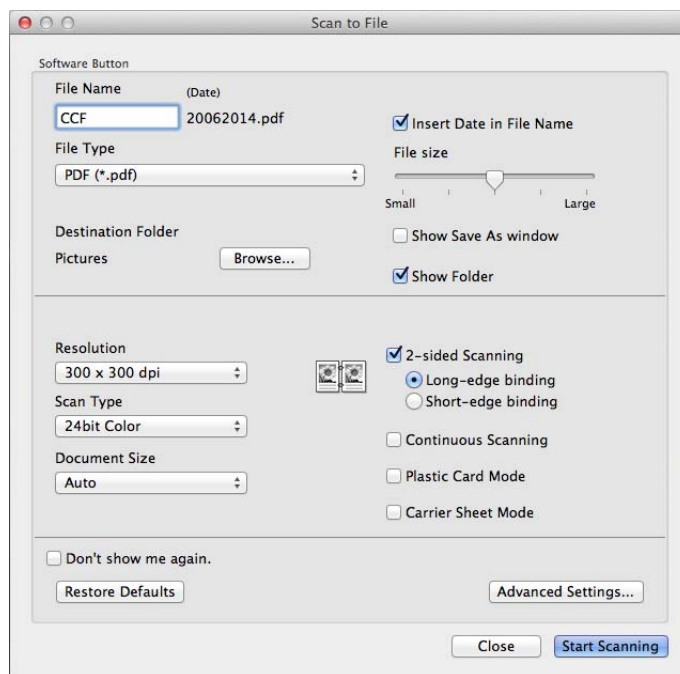 Scan to File
Software Button
File Name
(Date)
CCF
20062014.pdf
Insert Date in File Name
File Type
File size
PDF (*.pdf)
Small
Large
Destination Folder
Show Save As window
Pictures
Browse...
Show Folder
Resolution
2-sided Scanning
300 x 300 dpi
Long-edge binding
Scan Type
Short-edge binding
24bit Color
Continuous Scanning
Document Size
Auto
Plastic Card Mode
Carrier Sheet Mode
Don't show me again.
Restore Defaults
Advanced Settings...
Close
Start Scanning